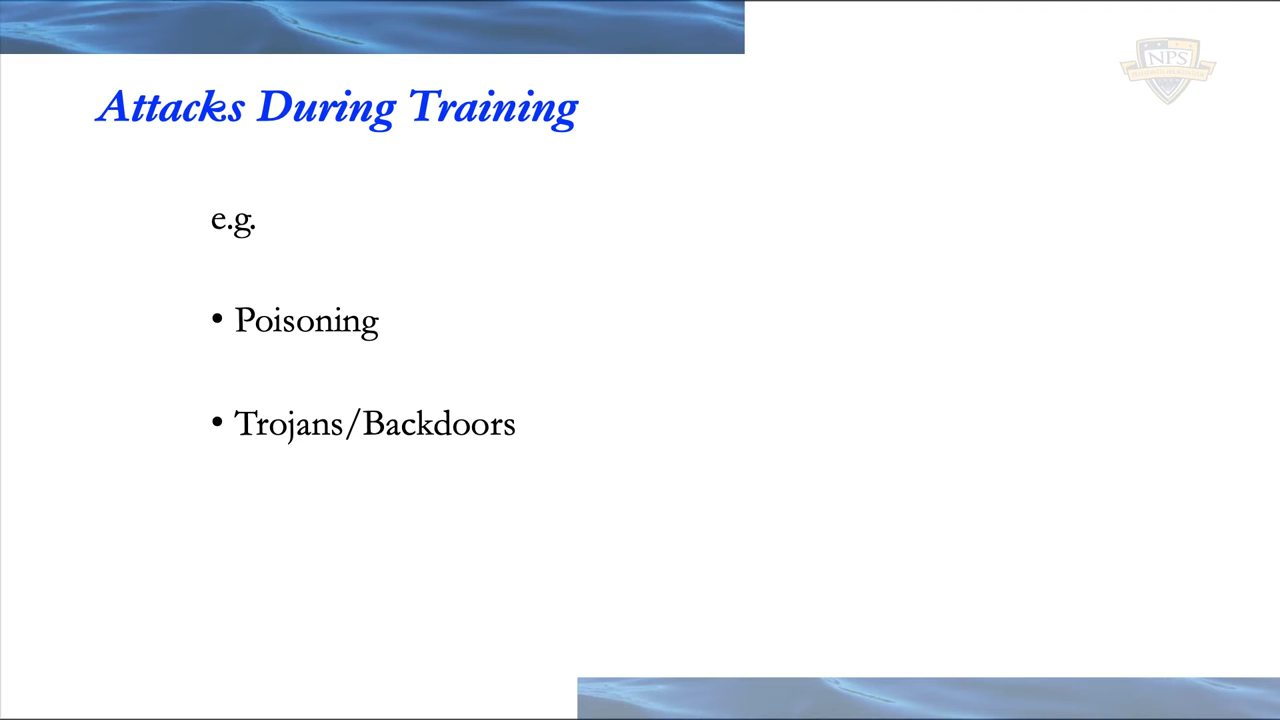 Attacks During Training
NPS
e.g.
• Poisoning
• Trojans/Backdoors